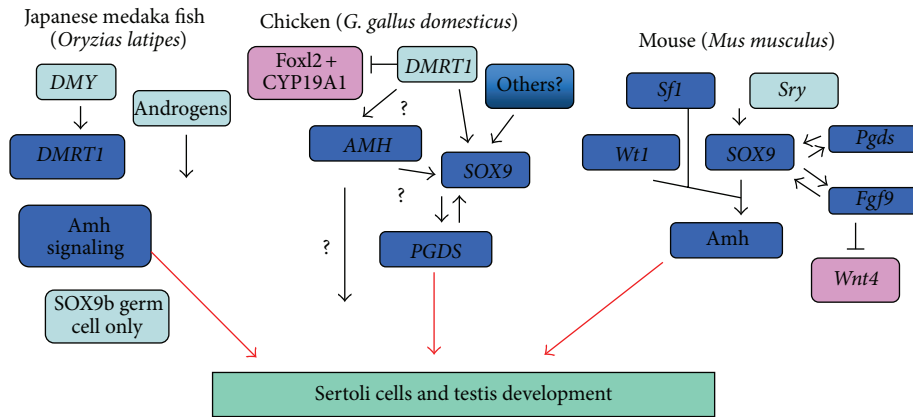 Japanese medaka fish
(Oryzias latipes)
DMY
Androgens
DMRT1
Amh
signaling
SOX9b germ
cell only
Chicken (G. gallus domesticus)
Foxl2 +
CYP19A1
DMRT1
Others?
?
AMH
SOX9
?
?
PGDS
Mouse (Mus musculus)
Sf1
Sry
Wt1
SOX9
Pgds
Fgf9
Amh
Wnt4
Sertoli cells and testis development